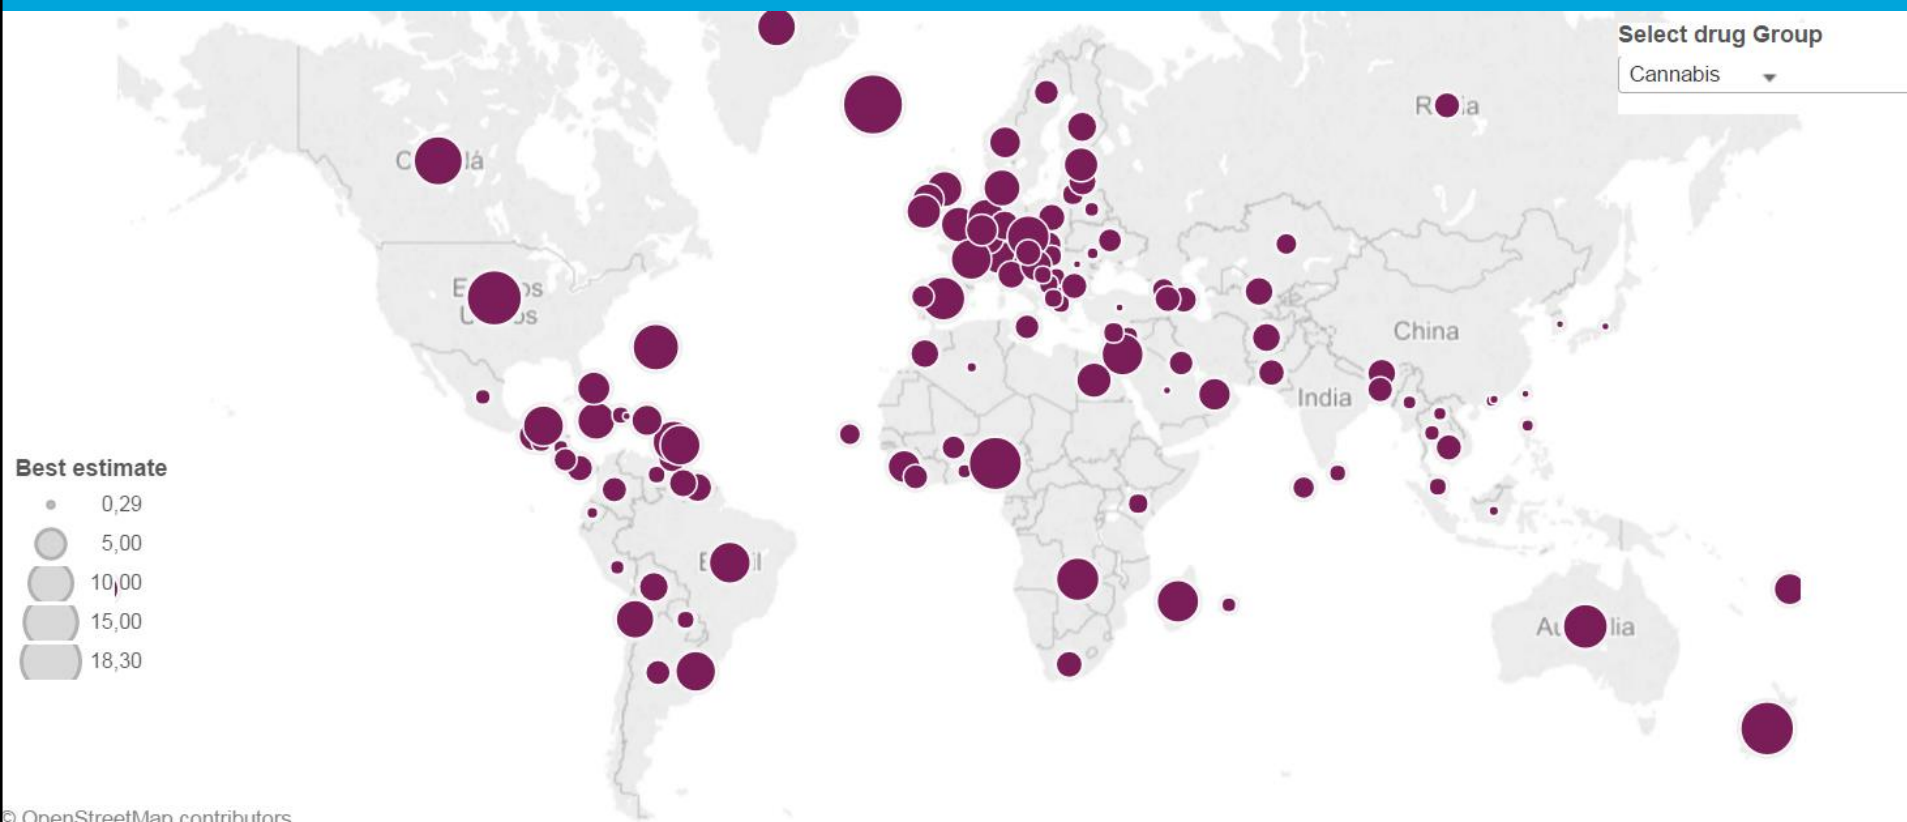 Select drug Group
Cannabis
China
India
Best estimate
0,29
5,00
10,00
15,00
18,30
© OpenStreetMap contributors